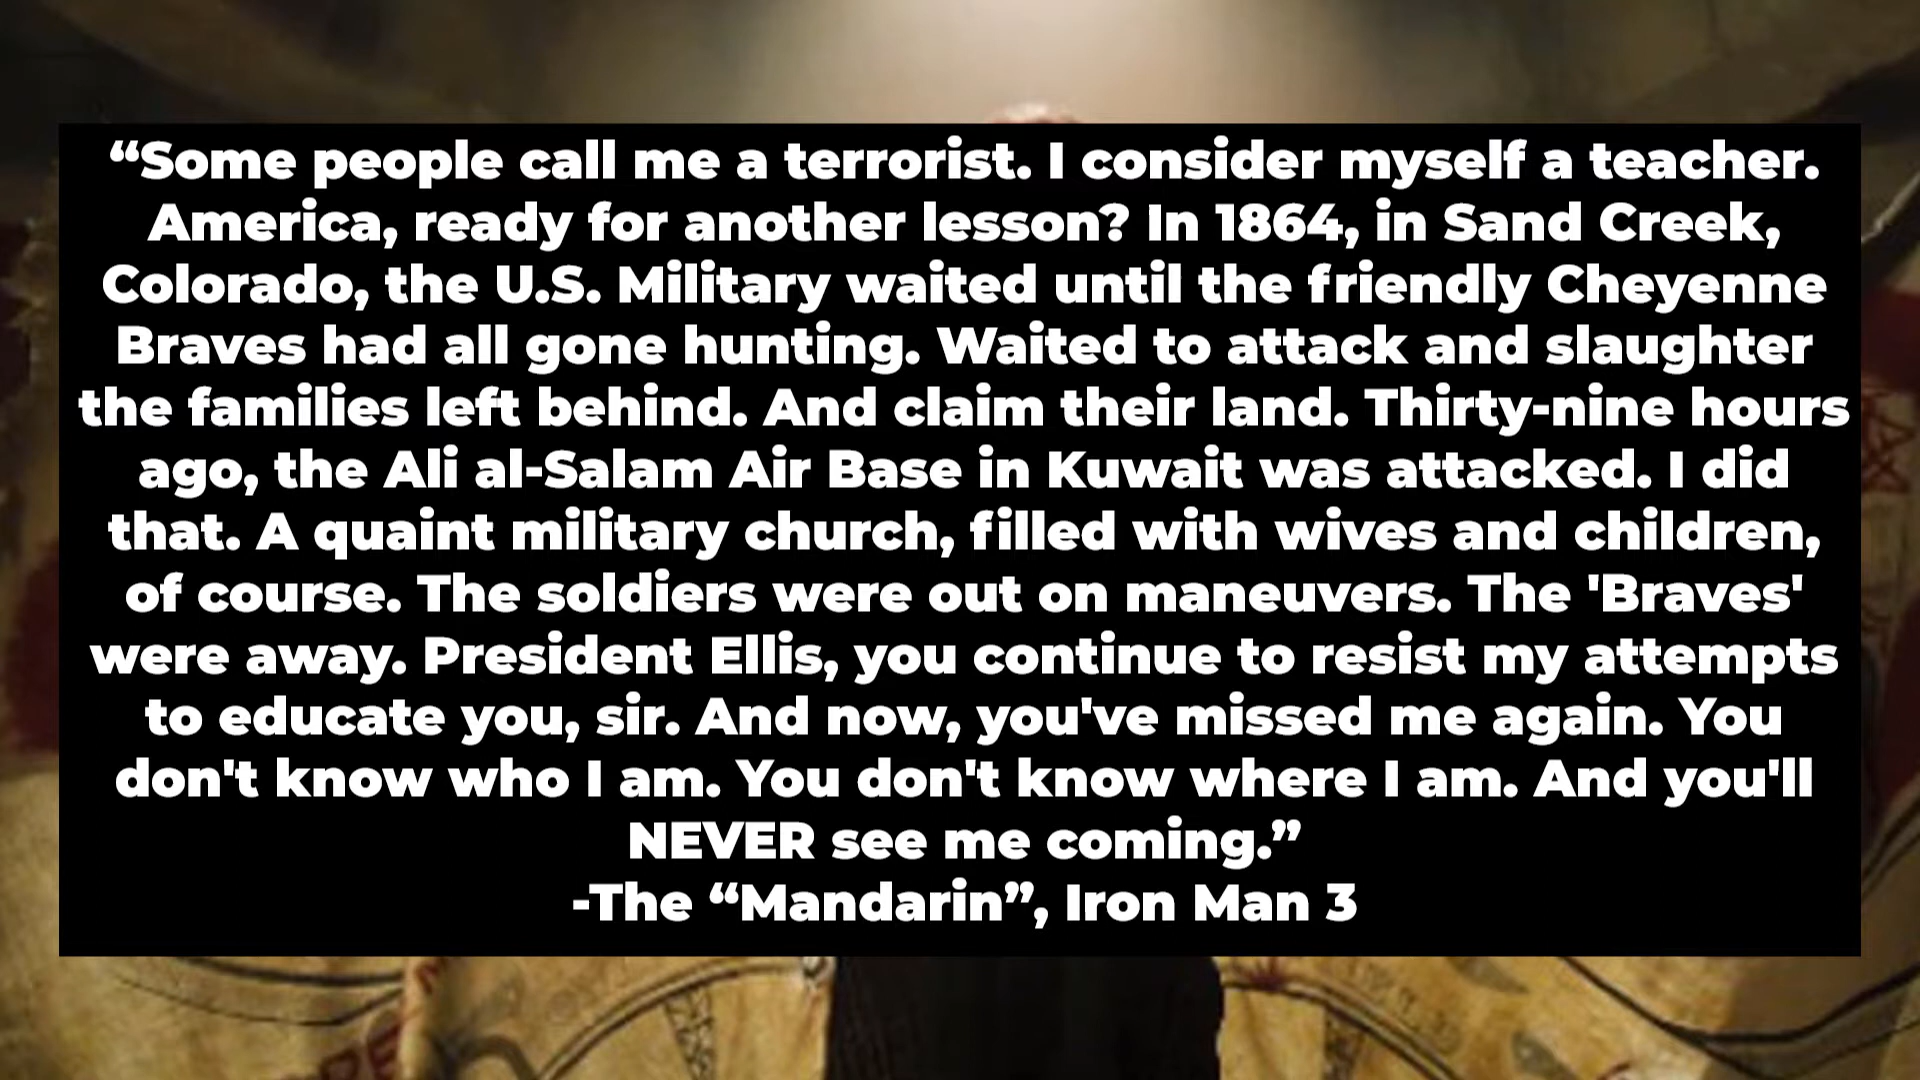 “Some people call me a terrorist. I consider myself a teacher.
America, ready for another lesson? In 1864, in Sand Creek,
Colorado, the U.S. Military waited until the friendly Cheyenne
Braves had all gone hunting. Waited to attack and slaughter
the families left behind. And claim their land. Thirty-nine hours
ago, the Ali al-Salam Air Base in Kuwait was attacked. I did
that. A quaint military church, filled with wives and children,
of course. The soldiers were out on maneuvers. The 'Braves'
were away. President Ellis, you continue to resist my attempts
to educate you, sir. And now, you've missed me again. You
don't know who I am. You don't know where I am. And you'll
NEVER see me coming.”
-The “Mandarin”, Iron Man 3